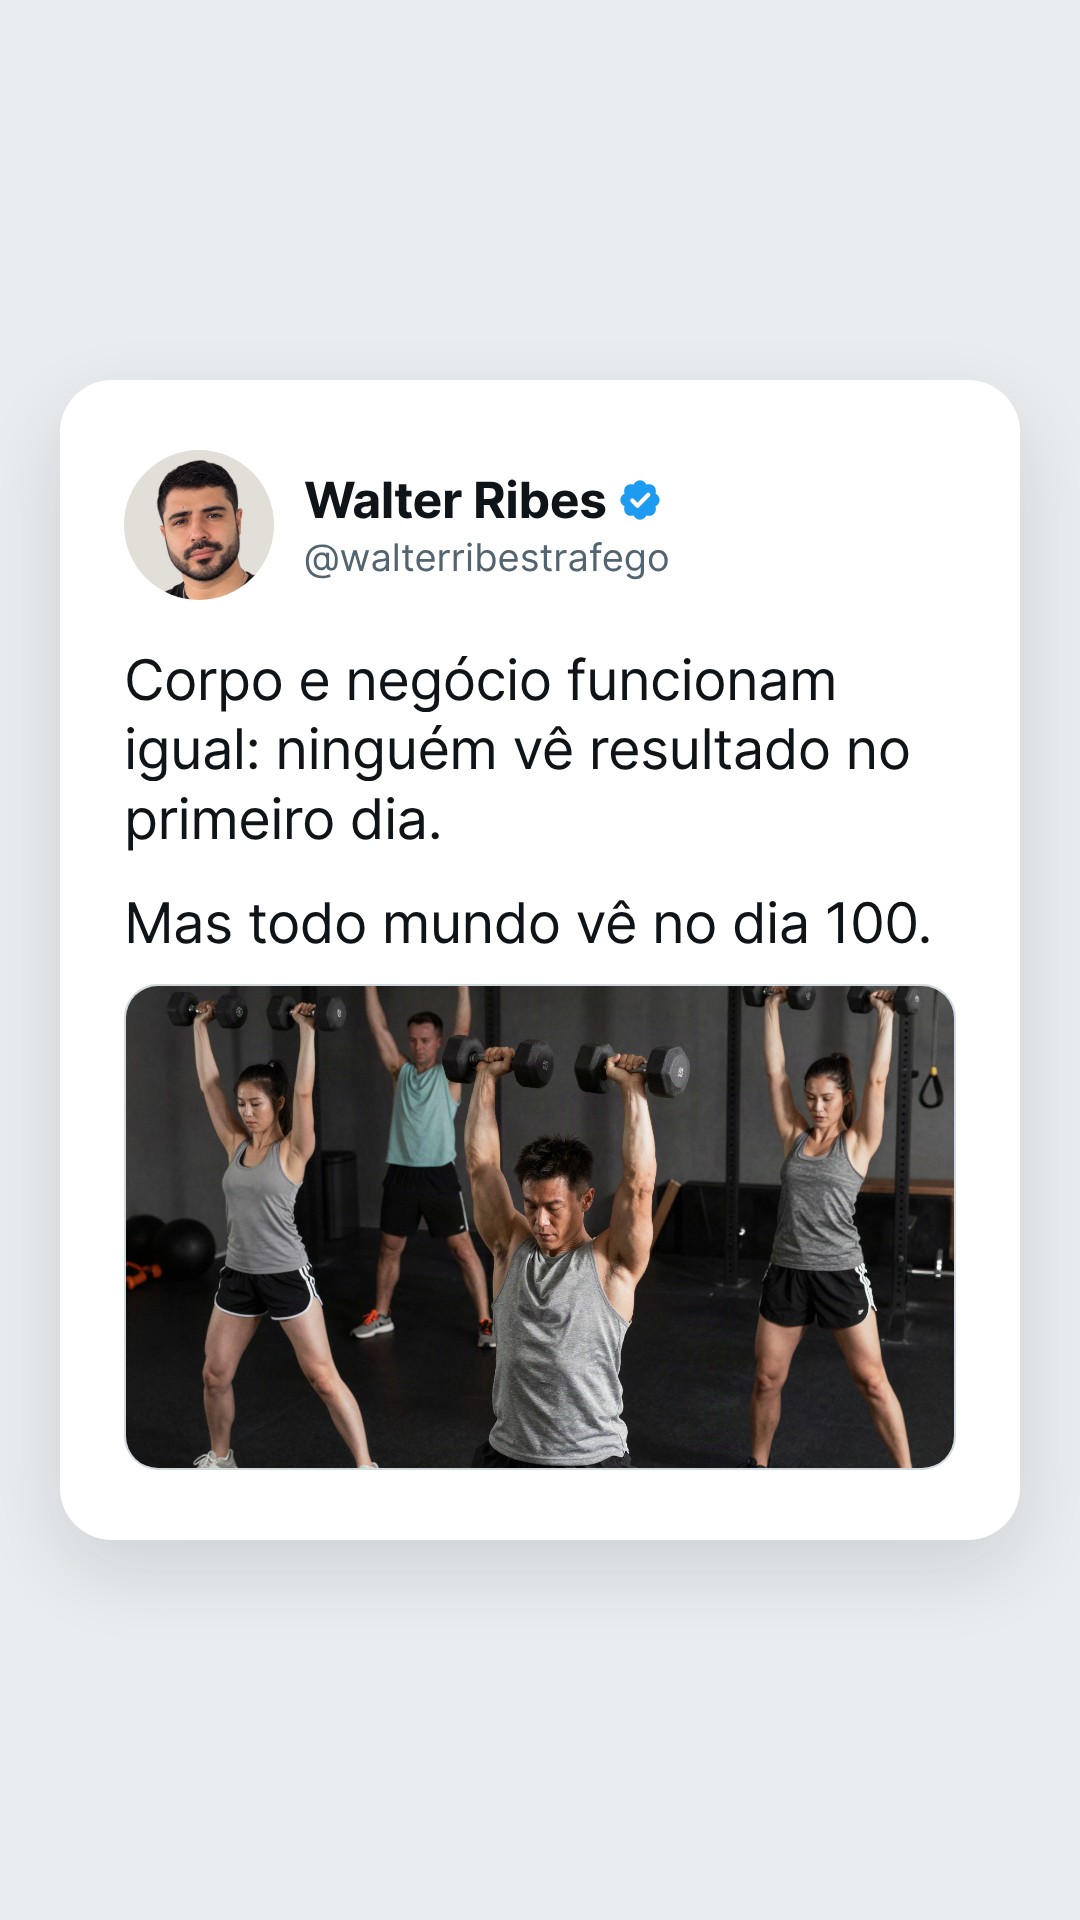 Walter Ribes
@walterribestrafego
Corpo e negócio funcionam
igual: ninguém vê resultado no
primeiro dia.
Mas todo mundo vê no dia 100.